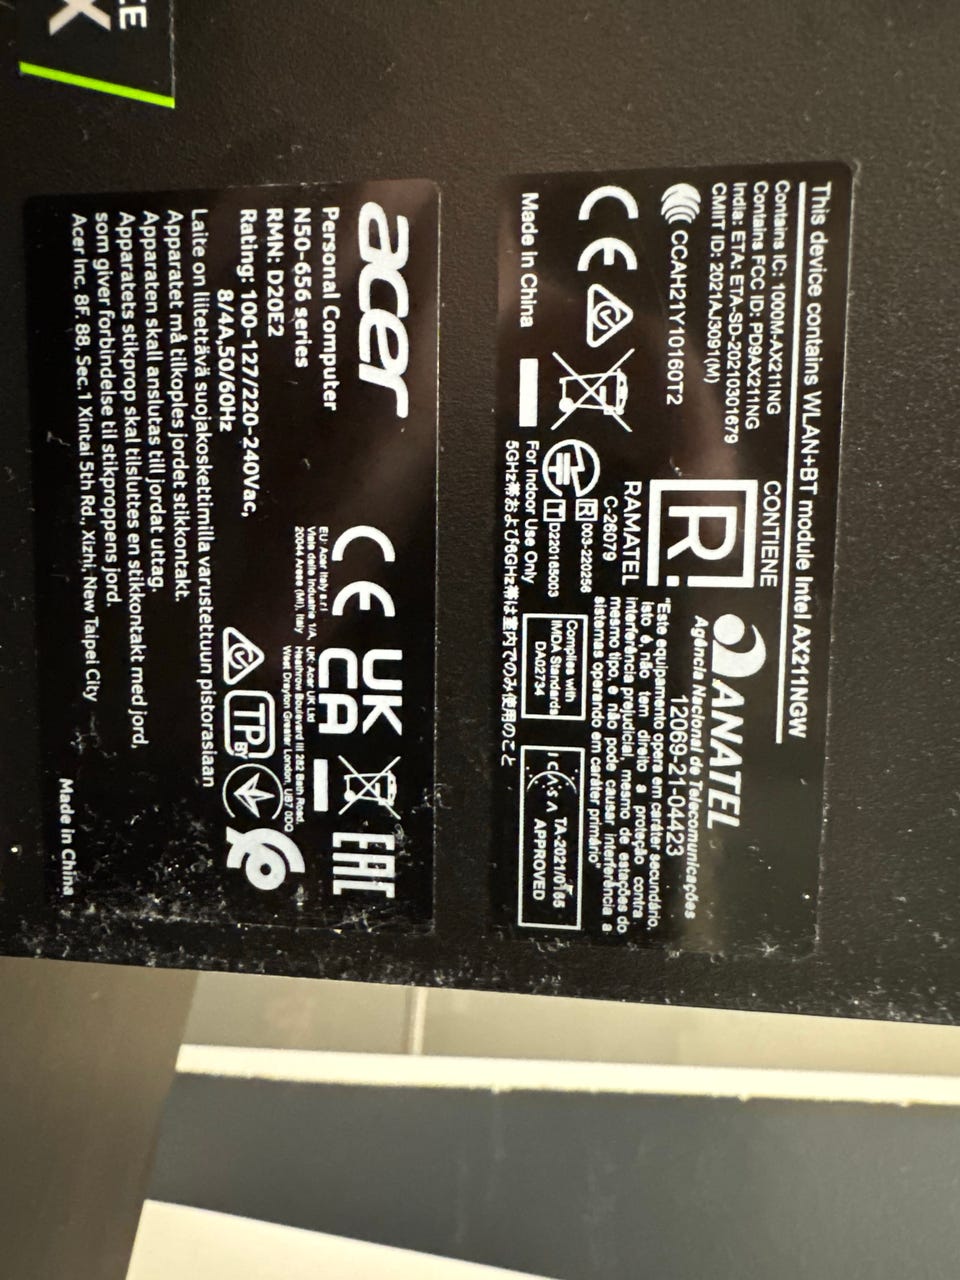 This device contains WLAN+BT module Intel AX211NGW
Contains IC: 1000M-AX211NG
Contains FCC ID: PD9AX211NG
India: ETA: ETA-SD-20210301679
CMIIT ID: 2021AJ3091(M)
CCAH21Y10160T2
CE
Made in China
CONTIENE
R
RAMATEL
C-26079
R 003-220256
T D220165003
For Indoor Use Only
5GHz帯および6GHz帯は室内でのみ使用のこと
ANATEL
Agência Nacional de Telecomunicações
12069-21-04423
"Este equipamento opera em caráter secundário,
isto é, não tem direito a proteção contra
interferência prejudicial, mesmo de estações do
mesmo tipo, e não pode causar interferência a
sistemas operando em caráter primário"
Complies with
IMDA Standards
DA02734
ICASA
TA-2021/0165
APPROVED
acer
Personal Computer
N50-656 series
RMN: D20E2
Rating: 100-127/220-240Vac,
8/4A,50/60Hz
CE
UK
CA
EAC
EU: Acer Italy s.r.l
Viale delle Industrie 1/A,
20044 Arese (MI), Italy
UK: Acer UK Ltd
Heathrow Boulevard III 282 Bath Road,
West Drayton Greater London, UB7 0DQ
TP
BY
Laite on liitettävä suojakoskettimilla varustettuun pistorasiaan
Apparatet må tilkoples jordet stikkontakt.
Apparaten skall anslutas till jordat uttag.
Apparatets stikprop skal tilsluttes en stikkontakt med jord,
som giver forbindelse til stikproppens jord.
Acer Inc. 8F, 88, Sec.1 Xintai 5th Rd., Xizhi, New Taipei City
Made in China